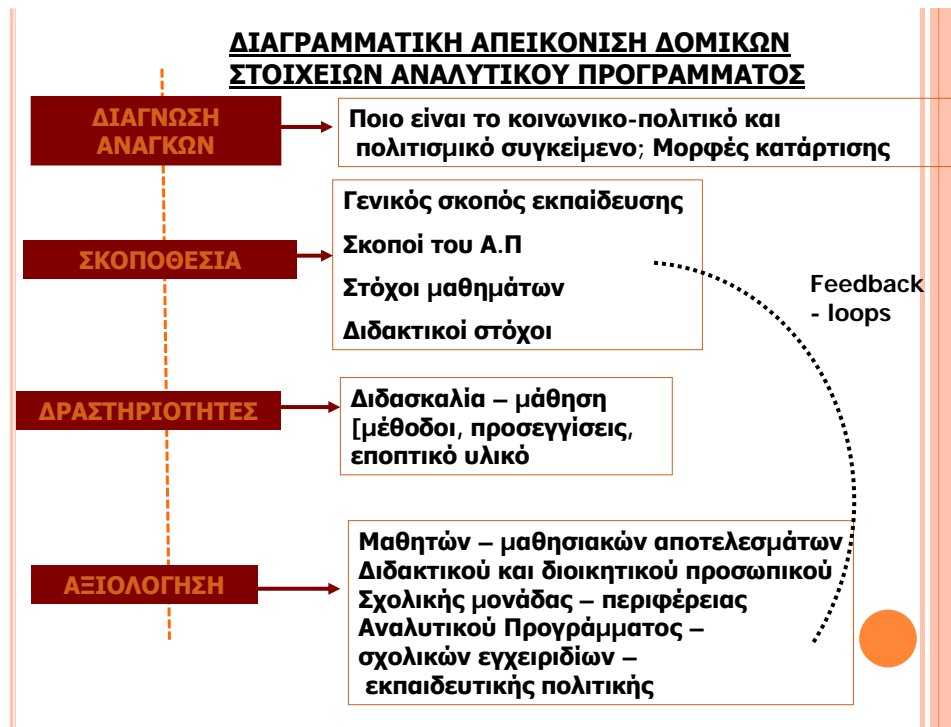 ΔΙΑΓΡΑΜΜΑΤΙΚΗ ΑΠΕΙΚΟΝΙΣΗ ΔΟΜΙΚΩΝ
ΣΤΟΙΧΕΙΩΝ ΑΝΑΛΥΤΙΚΟΥ ΠΡΟΓΡΑΜΜΑΤΟΣ
ΔΙΑΓΝΩΣΗ
ΑΝΑΓΚΩΝ
Ποιο είναι το κοινωνικο-πολιτικό και
πολιτισμικό συγκείμενο; Μορφές κατάρτισης
ΣΚΟΠΟΘΕΣΙΑ
Γενικός σκοπός εκπαίδευσης
Σκοποί του Α.Π
Στόχοι μαθημάτων
Διδακτικοί στόχοι
Feedback
- loops
ΔΡΑΣΤΗΡΙΟΤΗΤΕΣ
Διδασκαλία – μάθηση
[μέθοδοι, προσεγγίσεις,
εποπτικό υλικό
ΑΞΙΟΛΟΓΗΣΗ
Μαθητών – μαθησιακών αποτελεσμάτων
Διδακτικού και διοικητικού προσωπικού
Σχολικής μονάδας – περιφέρειας
Αναλυτικού Προγράμματος –
σχολικών εγχειριδίων –
εκπαιδευτικής πολιτικής